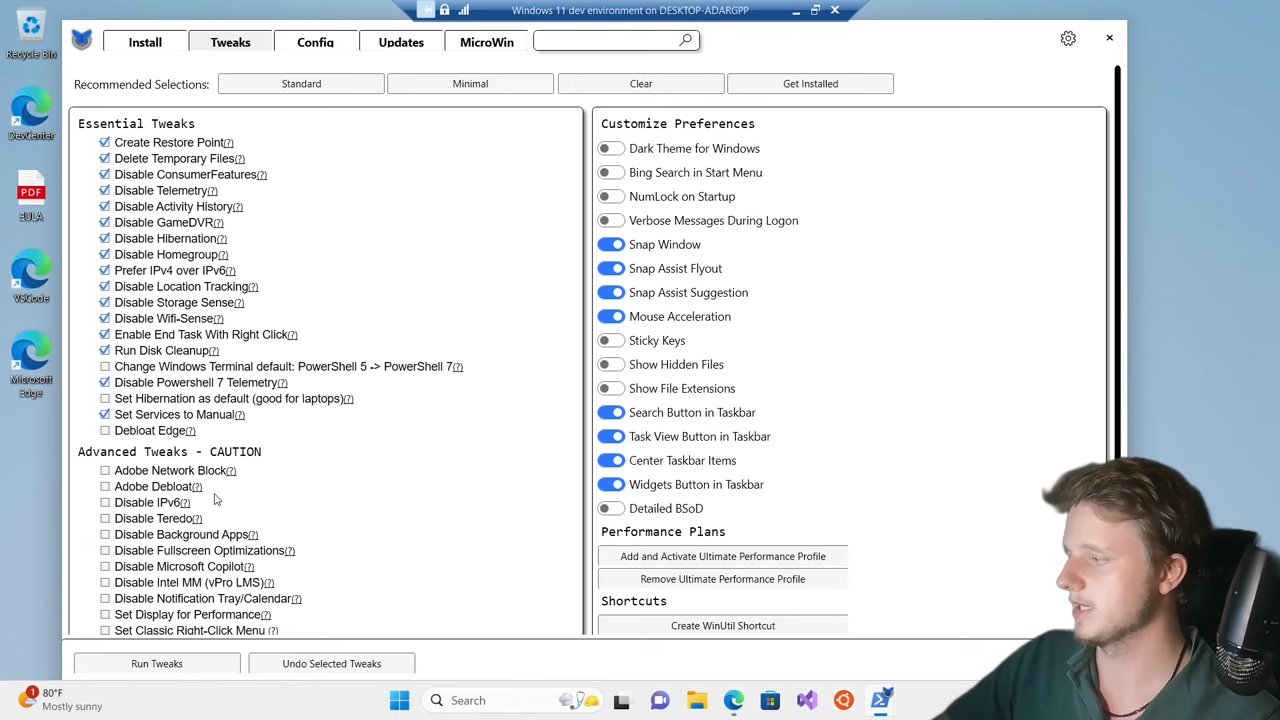 Windows 11 dev environment on DESKTOP-ADARGPP
Recycle Bin
DevCenter
PDF
EULA
VSCode
Microsoft
Edge
Install
Tweaks
Config
Updates
MicroWin
Recommended Selections:
Standard
Minimal
Clear
Get Installed
Essential Tweaks
Create Restore Point(?)
Delete Temporary Files(?)
Disable ConsumerFeatures(?)
Disable Telemetry(?)
Disable Activity History(?)
Disable GameDVR(?)
Disable Hibernation(?)
Disable Homegroup(?)
Prefer IPv4 over IPv6(?)
Disable Location Tracking(?)
Disable Storage Sense(?)
Disable Wifi-Sense(?)
Enable End Task With Right Click(?)
Run Disk Cleanup(?)
Change Windows Terminal default: PowerShell 5 -> PowerShell 7(?)
Disable Powershell 7 Telemetry(?)
Set Hibernation as default (good for laptops)(?)
Set Services to Manual(?)
Debloat Edge(?)
Advanced Tweaks - CAUTION
Adobe Network Block(?)
Adobe Debloat(?)
Disable IPv6(?)
Disable Teredo(?)
Disable Background Apps(?)
Disable Fullscreen Optimizations(?)
Disable Microsoft Copilot(?)
Disable Intel MM (vPro LMS)(?)
Disable Notification Tray/Calendar(?)
Set Display for Performance(?)
Set Classic Right-Click Menu (?)
Customize Preferences
Dark Theme for Windows
Bing Search in Start Menu
NumLock on Startup
Verbose Messages During Logon
Snap Window
Snap Assist Flyout
Snap Assist Suggestion
Mouse Acceleration
Sticky Keys
Show Hidden Files
Show File Extensions
Search Button in Taskbar
Task View Button in Taskbar
Center Taskbar Items
Widgets Button in Taskbar
Detailed BSoD
Performance Plans
Add and Activate Ultimate Performance Profile
Remove Ultimate Performance Profile
Shortcuts
Create WinUtil Shortcut
Run Tweaks
Undo Selected Tweaks
1
80°F
Mostly sunny
Search